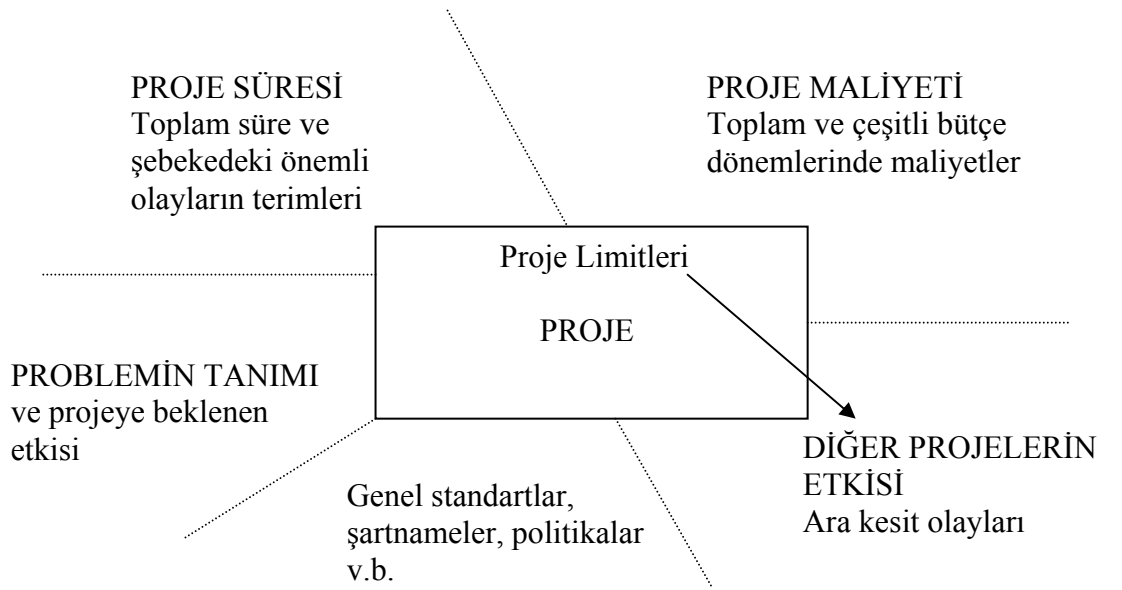 PROJE SÜRESİ
Toplam süre ve
şebekedeki önemli
olayların terimleri
PROJE MALİYETİ
Toplam ve çeşitli bütçe
dönemlerinde maliyetler
Proje Limitleri
PROJE
PROBLEMİN TANIMI
ve projeye beklenen
etkisi
Genel standartlar,
şartnameler, politikalar
v.b.
DİĞER PROJELERİN
ETKİSİ
Ara kesit olayları